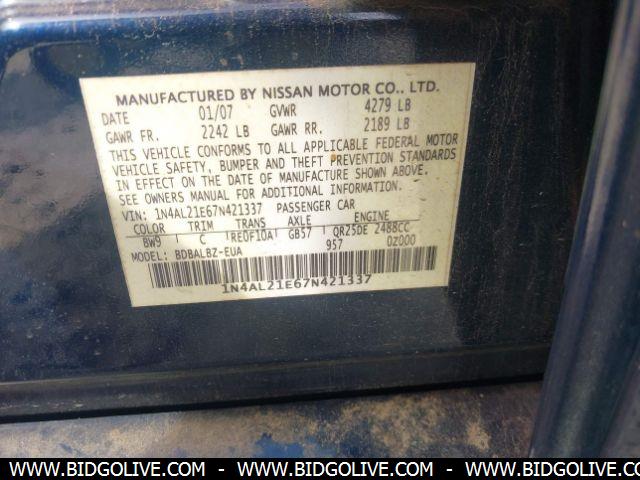 MANUFACTURED BY NISSAN MOTOR CO., LTD.
DATE 01/07 GVWR 4279 LB
GAWR FR. 2242 LB GAWR RR. 2189 LB
THIS VEHICLE CONFORMS TO ALL APPLICABLE FEDERAL MOTOR
VEHICLE SAFETY, BUMPER AND THEFT PREVENTION STANDARDS
IN EFFECT ON THE DATE OF MANUFACTURE SHOWN ABOVE.
SEE OWNERS MANUAL FOR ADDITIONAL INFORMATION.
VIN: 1N4AL21E67N421337 PASSENGER CAR
COLOR TRIM TRANS AXLE ENGINE
BW9 C RE0F10A GB57 QR25DE 2488CC
MODEL: BDBALBZ-EUA 957 0Z000
1N4AL21E67N421337
WWW.BIDGOLIVE.COM - WWW.BIDGOLIVE.COM - WWW.BIDGOLIVE.COM